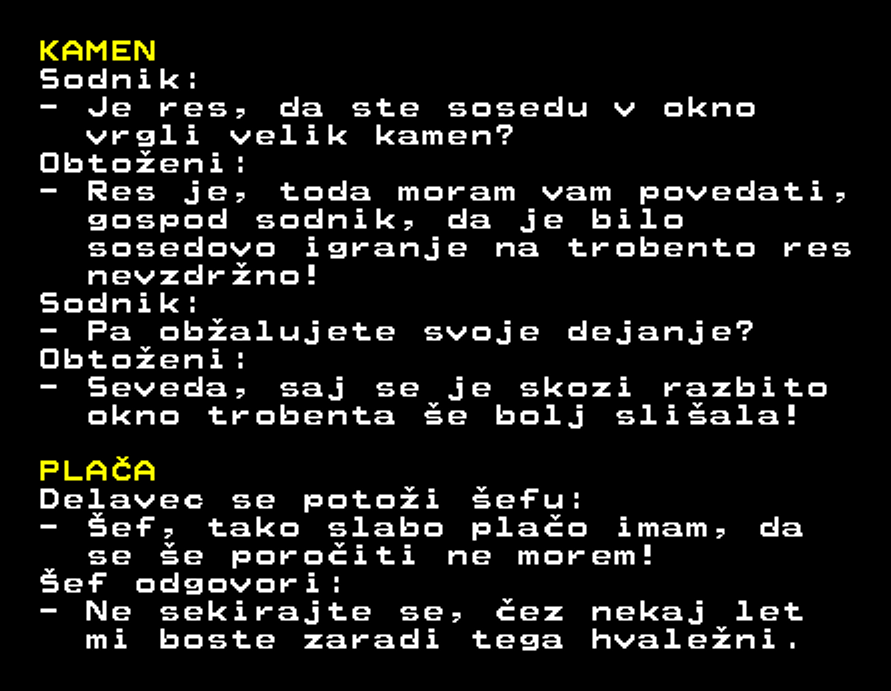 KAMEN
Sodnik:
- Je res, da ste sosedu v okno
vrgli velik kamen?
Obtoženi:
- Res je, toda moram vam povedati,
gospod sodnik, da je bilo
sosedovo igranje na trobento res
nevzdržno!
Sodnik:
- Pa obžalujete svoje dejanje?
Obtoženi:
- Seveda, saj se je skozi razbito
okno trobenta še bolj slišala!
PLAČA
Delavec se potoži šefu:
- Šef, tako slabo plačo imam, da
se še poročiti ne morem!
Šef odgovori:
- Ne sekirajte se, čez nekaj let
mi boste zaradi tega hvaležni.